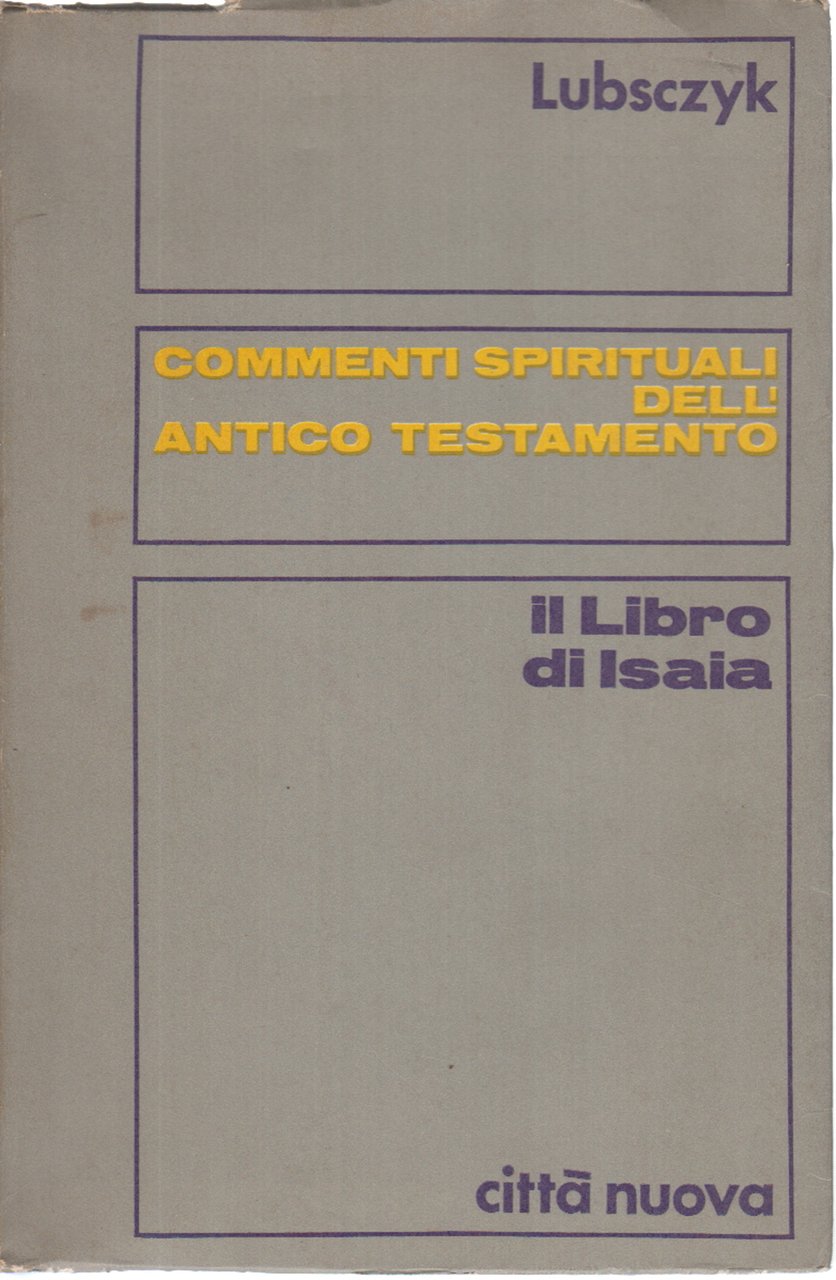 Lubsczyk
COMMENTI SPIRITUALI
DELL'
ANTICO TESTAMENTO
il Libro
di Isaia
città nuova